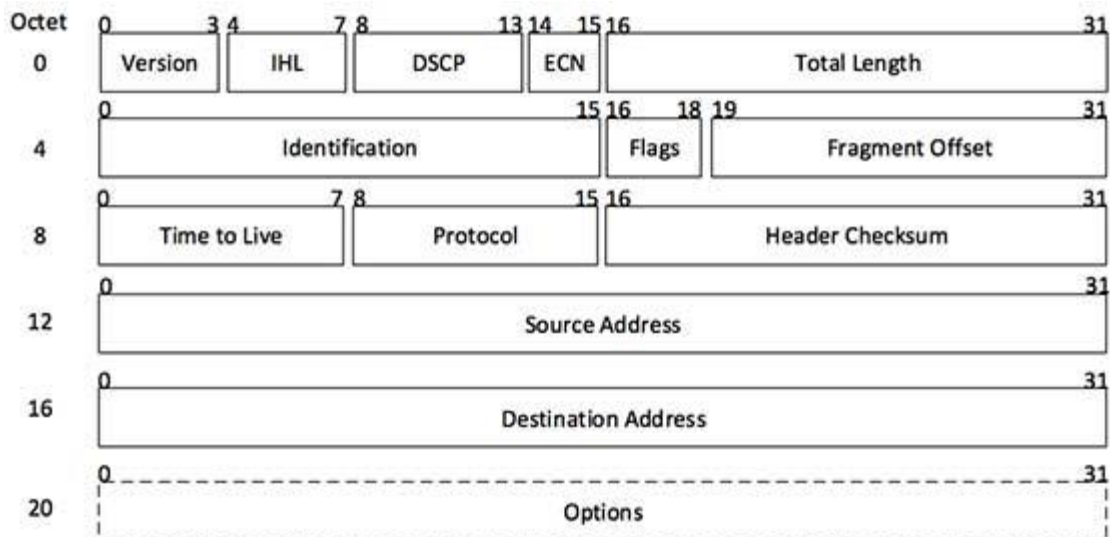 Octet 0 3 4 7 8 13 14 15 16 31
0 Version IHL DSCP ECN Total Length
0 15 16 18 19 31
4 Identification Flags Fragment Offset
0 7 8 15 16 31
8 Time to Live Protocol Header Checksum
0 31
12 Source Address
0 31
16 Destination Address
0 31
20 Options